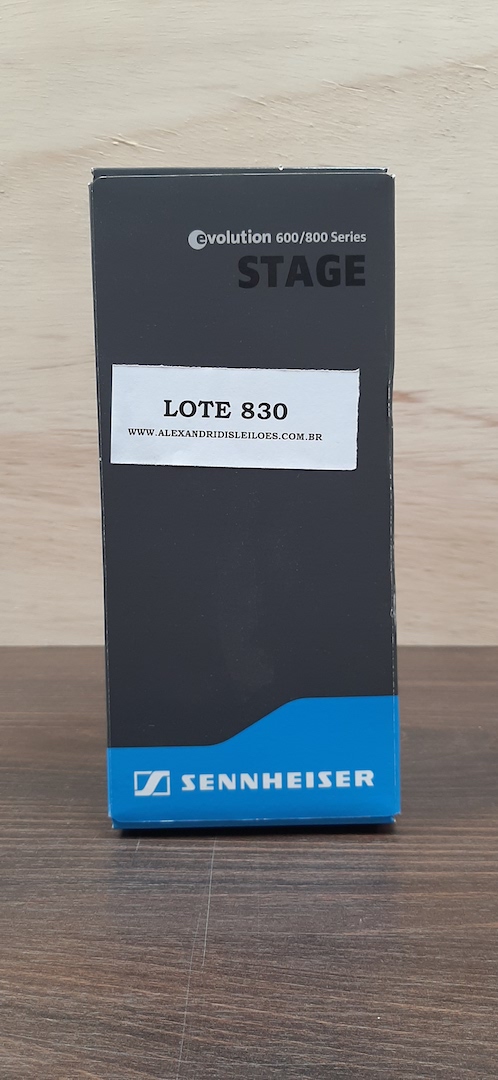 evolution 600/800 Series
STAGE
LOTE 830
WWW.ALEXANDRIDISLEILOES.COM.BR
SENNHEISER